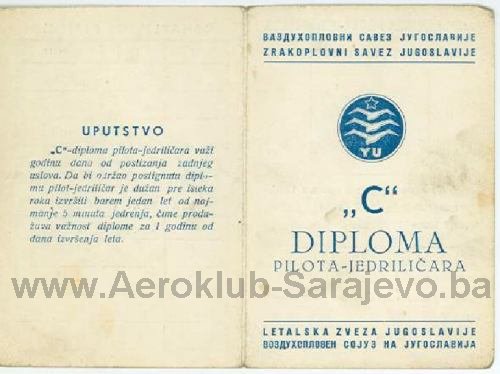 UPUTSTVO
„C“-diploma pilota-jedriličara važi
godinu dana od postizanja zadnjeg
uslova. Da bi održao postignutu diplo-
mu pilot-jedriličar je dužan pre isteka
roka izvršiti barem jedan let od naj-
manje 5 minuta jedrenja, čime produ-
žava važnost diplome za 1 godinu od
dana izvršenja leta.
ВАЗДУХОПЛОВНИ САВЕЗ ЈУГОСЛАВИЈЕ
ZRAKOPLOVNI SAVEZ JUGOSLAVIJE
YU
„C“
DIPLOMA
PILOTA-JEDRILIČARA
www.Aeroklub-Sarajevo.ba
LETALSKA ZVEZA JUGOSLAVIJE
ВОЗДУХОПЛОВЕН СОЈУЗ НА ЈУГОСЛАВИЈА